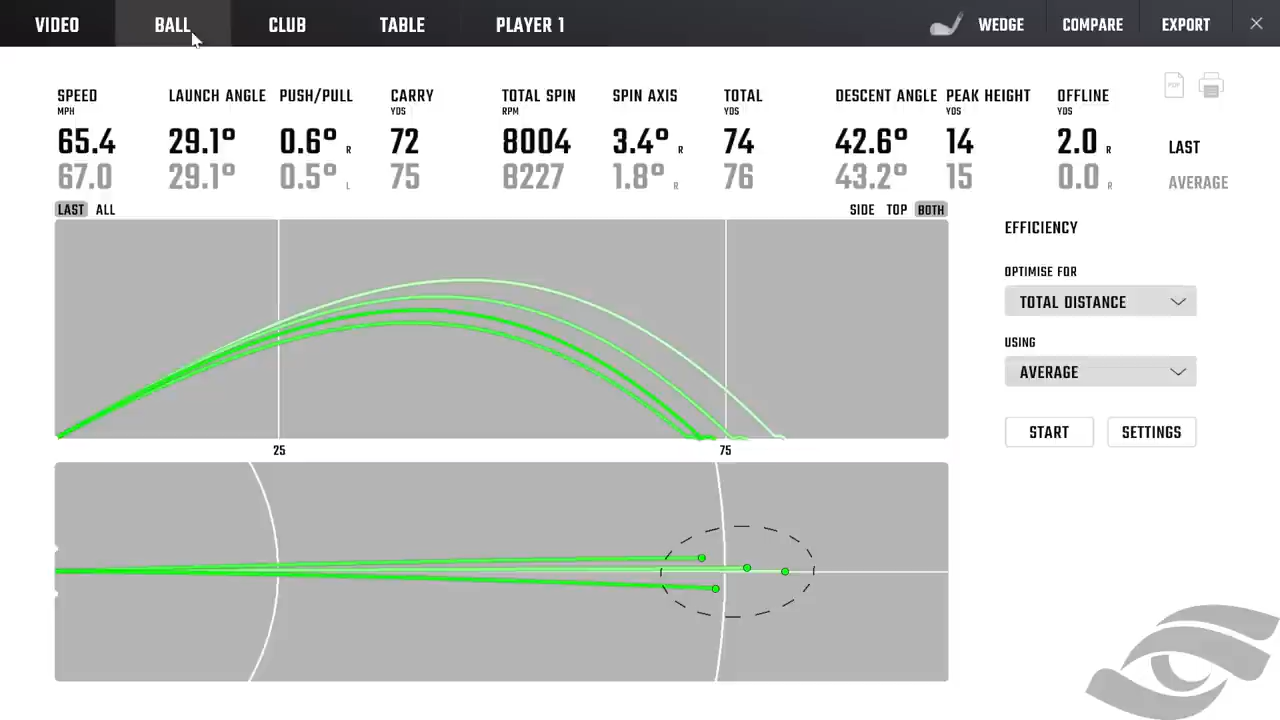 VIDEO BALL CLUB TABLE PLAYER 1 WEDGE COMPARE EXPORT
SPEED LAUNCH ANGLE PUSH/PULL CARRY TOTAL SPIN SPIN AXIS TOTAL DESCENT ANGLE PEAK HEIGHT OFFLINE PDF
MPH YDS RPM YDS YDS YDS
65.4 29.1° 0.6° R 72 8004 3.4° R 74 42.6° 14 2.0 R LAST
67.0 29.1° 0.5° L 75 8227 1.8° R 76 43.2° 15 0.0 R AVERAGE
LAST ALL SIDE TOP BOTH
EFFICIENCY
OPTIMISE FOR
TOTAL DISTANCE
USING
AVERAGE
START SETTINGS
25 75